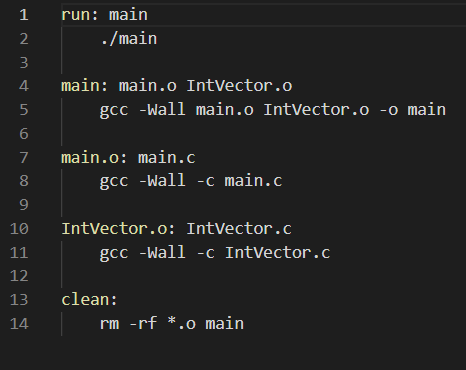 1 run: main
2 ./main
3
4 main: main.o IntVector.o
5 gcc -Wall main.o IntVector.o -o main
6
7 main.o: main.c
8 gcc -Wall -c main.c
9
10 IntVector.o: IntVector.c
11 gcc -Wall -c IntVector.c
12
13 clean:
14 rm -rf *.o main